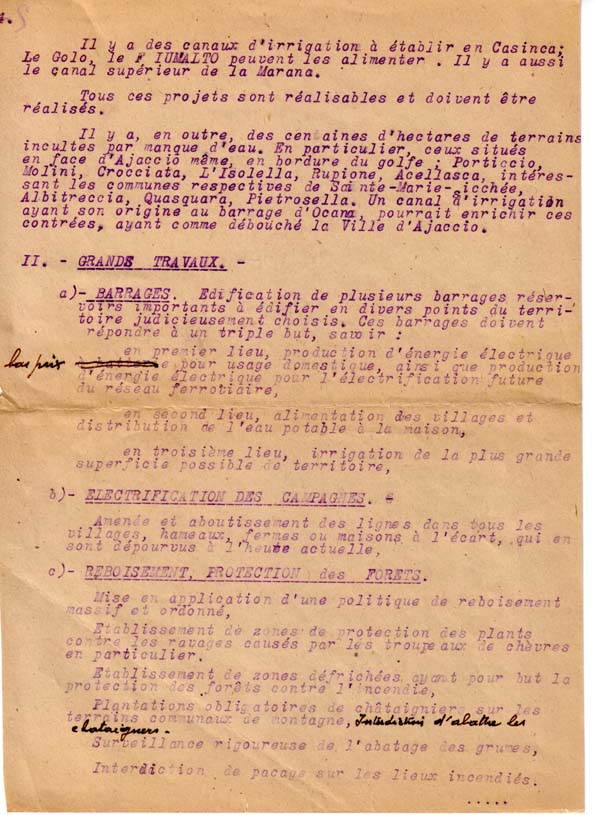 Il y a des canaux d'irrigation à établir en Casinca;
Le Golo, le F IUMALTO peuvent les alimenter . Il y a aussi
le canal supérieur de la Marana.
Tous ces projets sont réalisables et doivent être
réalisés.
Il y a, en outre, des centaines d'hectares de terrains
incultes par manque d'eau. En particulier, ceux situés
en face d'Ajaccio même, en bordure du golfe : Porticcio,
Molini, Crocciata, L'Isolella, Rupione, Acellasca, intéres-
sant les communes respectives de Sainte-Marie-sicchée,
Albitreccia, Quasquara, Pietrosella. Un canal d'irrigation
ayant son origine au barrage d'Ocana, pourrait enrichir ces
contrées, ayant comme débouché la Ville d'Ajaccio.
II. - GRANDS TRAVAUX. -
a)- BARRAGES. Edification de plusieurs barrages réser-
voirs importants à édifier en divers points du terri-
toire judicieusement choisis. Ces barrages doivent
répondre à un triple but, savoir :
en premier lieu, production d'énergie électrique
bas prix pour usage domestique, ainsi que production
d'énergie électrique pour l'électrification future
du réseau ferroviaire,
en second lieu, alimentation des villages et
distribution de l'eau potable à la maison,
en troisième lieu, irrigation de la plus grande
superficie possible de territoire,
b)- ELECTRIFICATION DES CAMPAGNES. -
Amenée et aboutissement des lignes dans tous les
villages, hameaux, fermes ou maisons à l'écart, qui en
sont dépourvus à l'heure actuelle,
c)- REBOISEMENT, PROTECTION des FORETS.
Mise en application d'une politique de reboisement
massif et ordonné,
Etablissement de zones de protection des plants
contre les ravages causés par les troupeaux de chèvres
en particulier.
Etablissement de zones défrichées ayant pour but la
protection des forêts contre l'incendie,
Plantations obligatoires de châtaigniers sur les
terrains communaux de montagne, Interdiction d'abattre les
chataigners.
Surveillance rigoureuse de l'abatage des grumes,
Interdiction de pacage sur les lieux incendiés.
.....